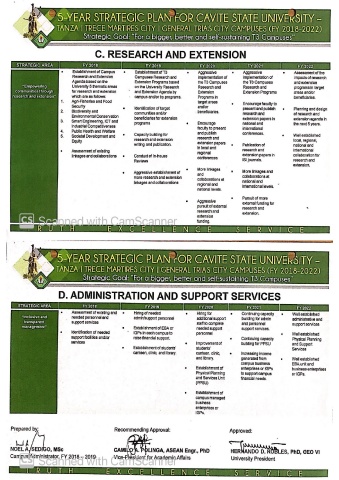 5-YEAR STRATEGIC PLAN FOR CAVITE STATE UNIVERSITY –
TANZA | TRECE MARTIRES CITY | GENERAL TRIAS CITY CAMPUSES (FY 2018-2022)
Strategic Goal: "For a bigger, better and self-sustaining T3 Campuses"
C. RESEARCH AND EXTENSION
STRATEGIC AREA
FY 2018
FY 2019
FY 2020
FY 2021
FY 2022
"Empowering communities through research and extension"
Establishment of Campus Research and Extension Agenda based on the University thematic areas for research and extension such as follows:
1. Agri-Fisheries and Food Security
2. Biodiversity and Environmental Conservation
3. Smart Engineering, ICT and Industrial Competitiveness
4. Public Health and Welfare
5. Societal Development and Equity
Assessment of existing linkages and collaborations
Establishment of T3 Campuses Research and Extension Programs based on the University Research and Extension Agenda by campus and/or by programs.
Identification of target communities and/or beneficiaries for extension programs
Capacity building for research and extension writing and publication
Conduct of In-house Reviews
Aggressive establishment of more research and extension linkages and collaborations
Aggressive implementation of the T3 Campuses Research and Extension Programs in target areas and/or beneficiaries
Encourage faculty to present and publish research and extension papers in local and regional conferences
More linkages and collaborations at regional and national levels
Aggressive pursuit of external research and extension funding
Aggressive implementation of the T3 Campuses Research and Extension Programs
Encourage faculty to present and publish research and extension papers in national and international conferences.
Publication of research and extension papers in ISI journals.
More linkages and collaborations at national and international levels.
Pursuit of more external funding for research and extension.
Assessment of the impacts of research and extension programs on target areas and/or beneficiaries.
Planning and design of research and extension agenda in the next 5 years.
Well established local, regional, national and international collaboration for research and extension.
CS Scanned with CamScanner
TRUTH EXCELLENCE SERVICE
5-YEAR STRATEGIC PLAN FOR CAVITE STATE UNIVERSITY –
TANZA | TRECE MARTIRES CITY | GENERAL TRIAS CITY CAMPUSES (FY 2018-2022)
Strategic Goal: "For a bigger, better and self-sustaining T3 Campuses"
D. ADMINISTRATION AND SUPPORT SERVICES
STRATEGIC AREA
FY 2018
FY 2019
FY 2020
FY 2021
FY 2022
"Inclusive and transparent management"
Assessment of existing and needed personnel and support services
Identification of needed support facilities and/or services
Hiring of needed admin/support personnel
Establishment of EBA or IGPs in each campus to raise financial support.
Establishment of students' canteen, clinic, and library
Hiring for additional support staff to complete needed support services.
Improvement of students' canteen, clinic, and library.
Establishment of Physical Planning and Services Unit (PPSU)
Establishment of campus managed business enterprises or IGPs.
Continuing capacity building for admin and personnel support services.
Continuing capacity building for PPSU
Increasing income generated from campus business enterprises or IGPs to support campus financial needs.
Well established administrative and support services
Well established Physical Planning and Support Services
Well established EBA unit and business enterprises or IGPs.
Prepared by:
Recommending Approval:
Approved:
NOEL A. SEDIGO, MSc
Campus Administrator, FY 2018 – 2019
CAMILO A. POLINGA, ASEAN Engr., PhD
Vice-President for Academic Affairs
HERNANDO D. ROBLES, PhD, CEO VI
University President
CS Scanned with CamScanner
TRUTH EXCELLENCE SERVICE